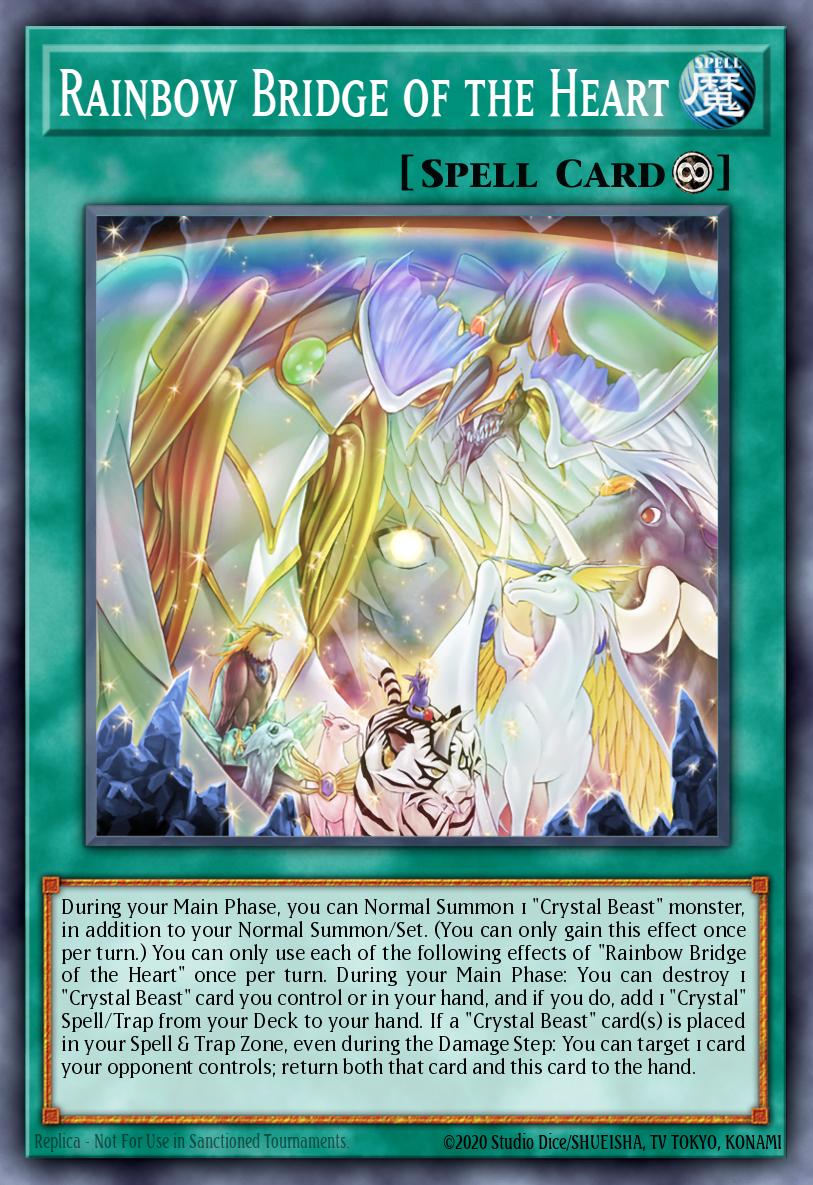 Rainbow Bridge of the Heart
SPELL
魔
[Spell Card]
During your Main Phase, you can Normal Summon 1 "Crystal Beast" monster,
in addition to your Normal Summon/Set. (You can only gain this effect once
per turn.) You can only use each of the following effects of "Rainbow Bridge
of the Heart" once per turn. During your Main Phase: You can destroy 1
"Crystal Beast" card you control or in your hand, and if you do, add 1 "Crystal"
Spell/Trap from your Deck to your hand. If a "Crystal Beast" card(s) is placed
in your Spell & Trap Zone, even during the Damage Step: You can target 1 card
your opponent controls; return both that card and this card to the hand.
Replica - Not For Use in Sanctioned Tournaments.
©2020 Studio Dice/SHUEISHA, TV TOKYO, KONAMI